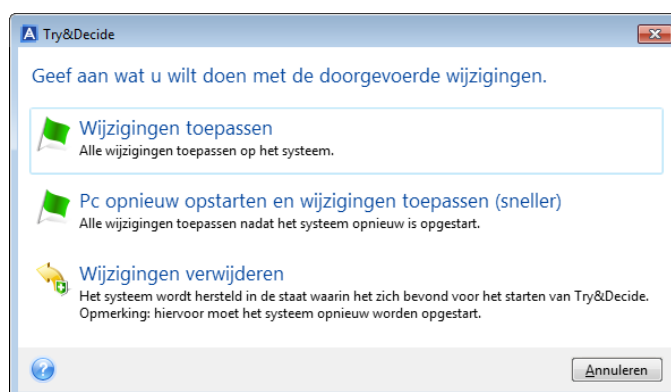 Try&Decide
Geef aan wat u wilt doen met de doorgevoerde wijzigingen.
Wijzigingen toepassen
Alle wijzigingen toepassen op het systeem.
Pc opnieuw opstarten en wijzigingen toepassen (sneller)
Alle wijzigingen toepassen nadat het systeem opnieuw is opgestart.
Wijzigingen verwijderen
Het systeem wordt hersteld in de staat waarin het zich bevond voor het starten van Try&Decide.
Opmerking: hiervoor moet het systeem opnieuw worden opgestart.
Annuleren